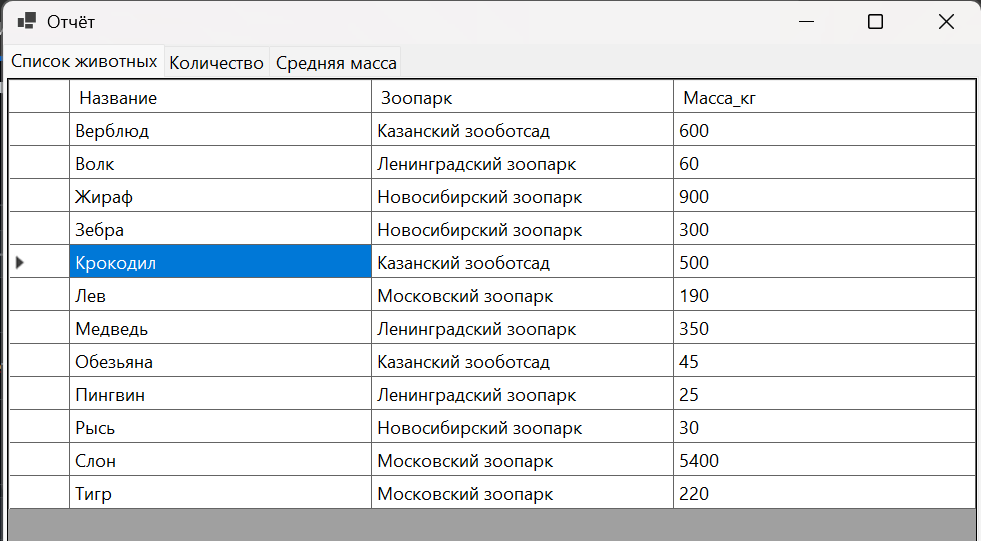 Отчёт
Список животных Количество Средняя масса
Название Зоопарк Масса_кг
Верблюд Казанский зооботсад 600
Волк Ленинградский зоопарк 60
Жираф Новосибирский зоопарк 900
Зебра Новосибирский зоопарк 300
Крокодил Казанский зооботсад 500
Лев Московский зоопарк 190
Медведь Ленинградский зоопарк 350
Обезьяна Казанский зооботсад 45
Пингвин Ленинградский зоопарк 25
Рысь Новосибирский зоопарк 30
Слон Московский зоопарк 5400
Тигр Московский зоопарк 220